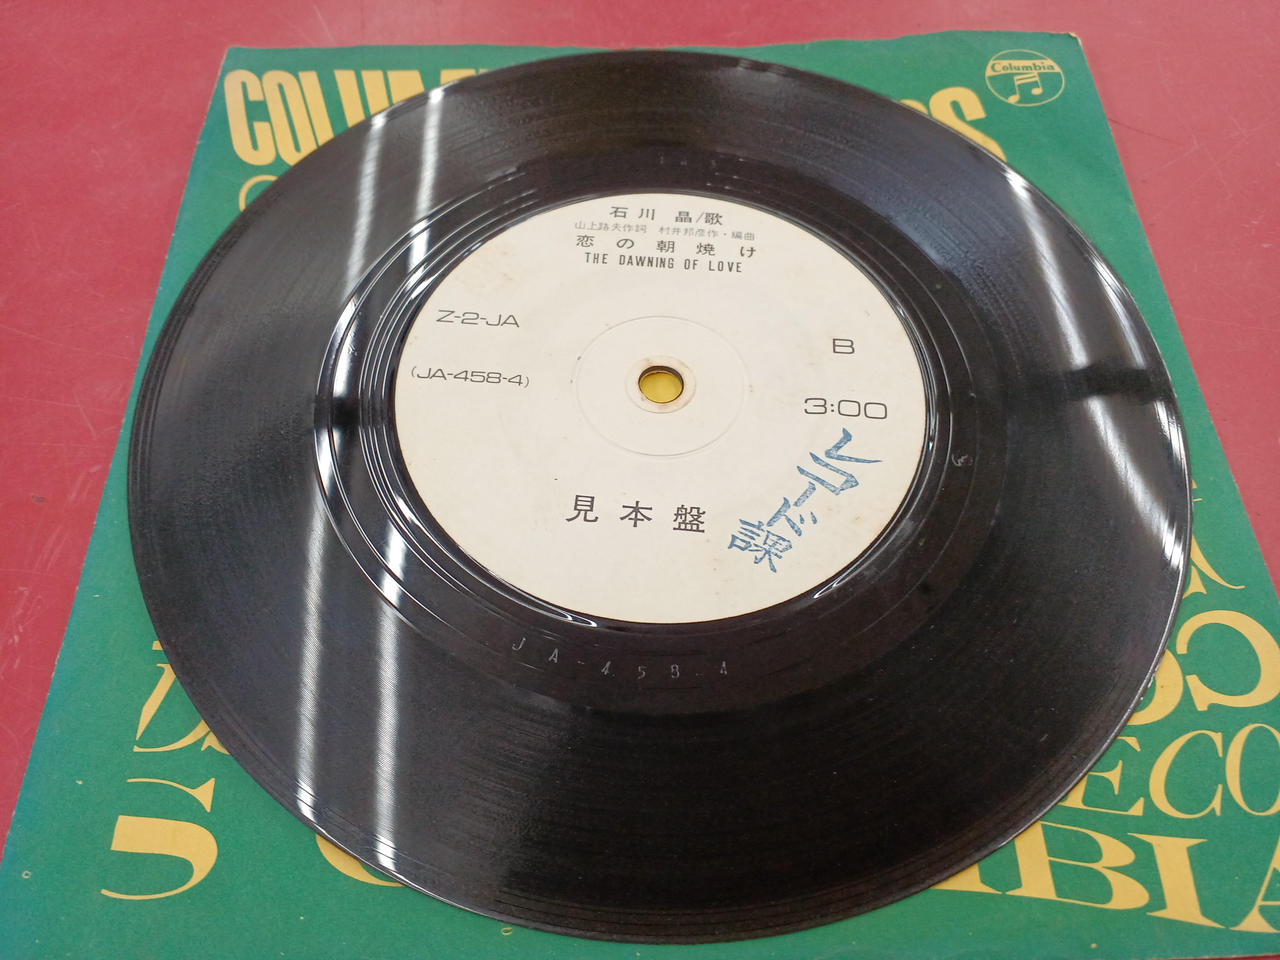 Columbia
石川 晶/歌
山上路夫作詞 村井邦彦作・編曲
恋の朝焼け
THE DAWNING OF LOVE
Z-2-JA
B
(JA-458-4)
3:00
レコード課
見本盤
JA-458-4